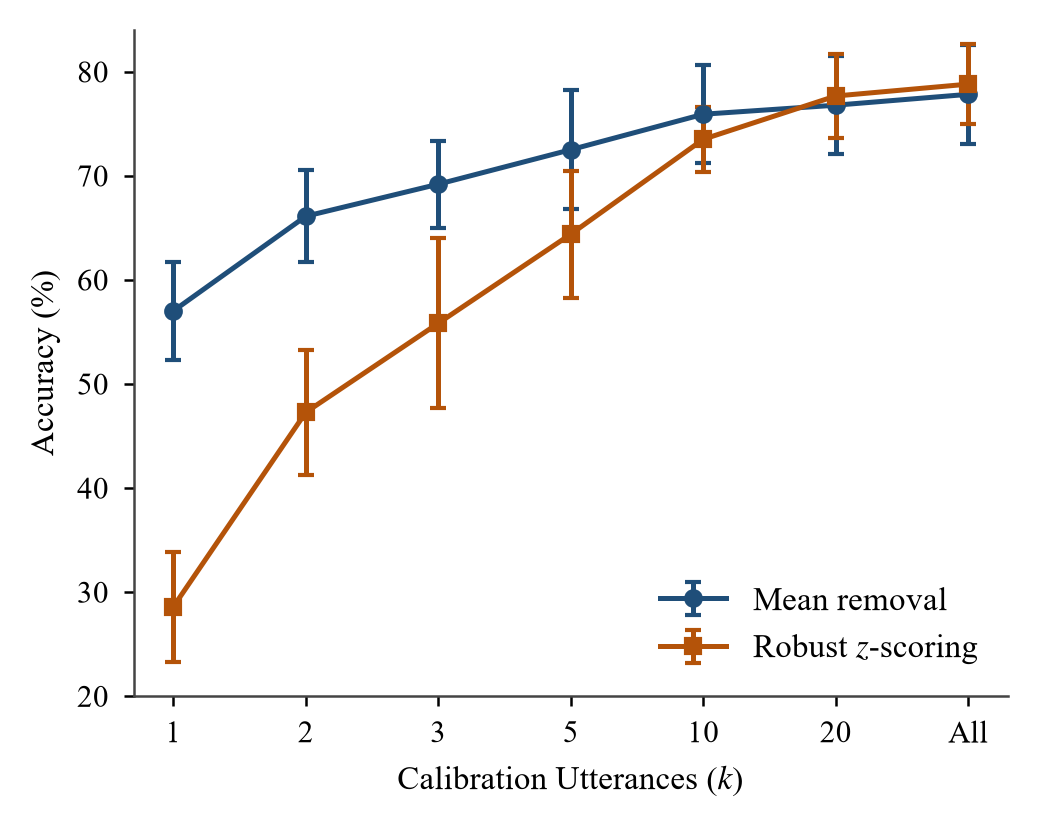 80
70
60
50
40
30
20
Accuracy (%)
Mean removal
Robust z-scoring
1 2 3 5 10 20 All
Calibration Utterances (k)